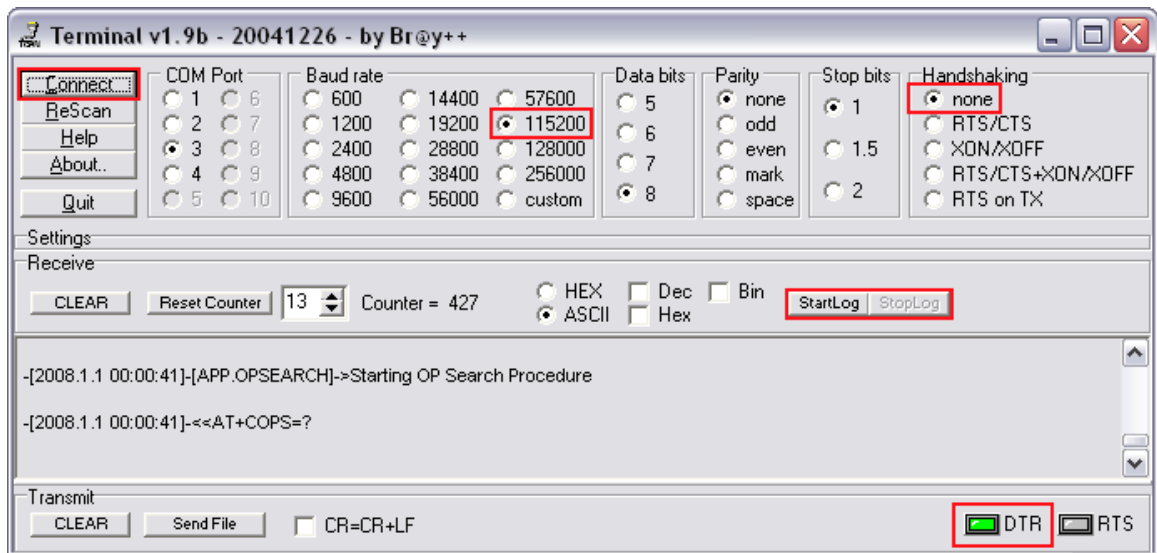 Terminal v1.9b - 20041226 - by Br@y++
Connect
ReScan
Help
About..
Quit
COM Port
1 6
2 7
3 8
4 9
5 10
Baud rate
600 14400 57600
1200 19200 115200
2400 28800 128000
4800 38400 256000
9600 56000 custom
Data bits
5
6
7
8
Parity
none
odd
even
mark
space
Stop bits
1
1.5
2
Handshaking
none
RTS/CTS
XON/XOFF
RTS/CTS+XON/XOFF
RTS on TX
Settings
Receive
CLEAR Reset Counter 13 Counter = 427
HEX Dec Bin
ASCII Hex
StartLog StopLog
-[2008.1.1 00:00:41]-[APP.OPSEARCH]->Starting OP Search Procedure
-[2008.1.1 00:00:41]-<<AT+COPS=?
Transmit
CLEAR Send File CR=CR+LF DTR RTS